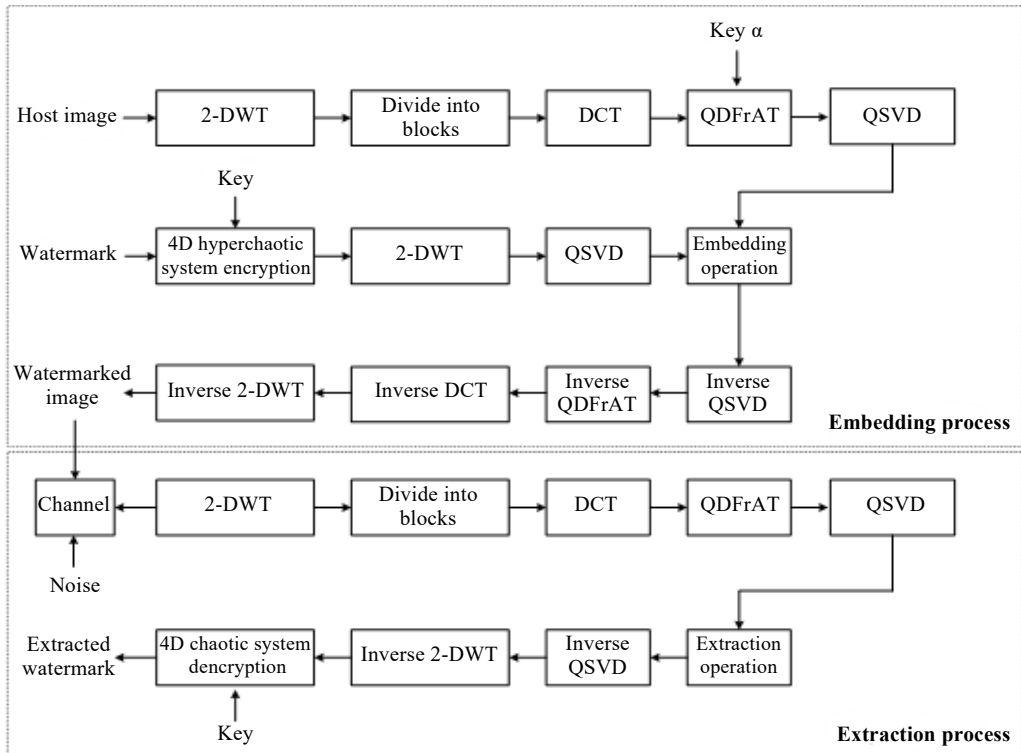 Key α
Host image
2-DWT
Divide into
blocks
DCT
QDFrAT
QSVD
Key
Watermark
4D hyperchaotic
system encryption
2-DWT
QSVD
Embedding
operation
Watermarked
image
Inverse 2-DWT
Inverse DCT
Inverse
QDFrAT
Inverse
QSVD
Embedding process
Channel
2-DWT
Divide into
blocks
DCT
QDFrAT
QSVD
Noise
Extracted
watermark
4D chaotic system
dencryption
Inverse 2-DWT
Inverse
QSVD
Extraction
operation
Key
Extraction process